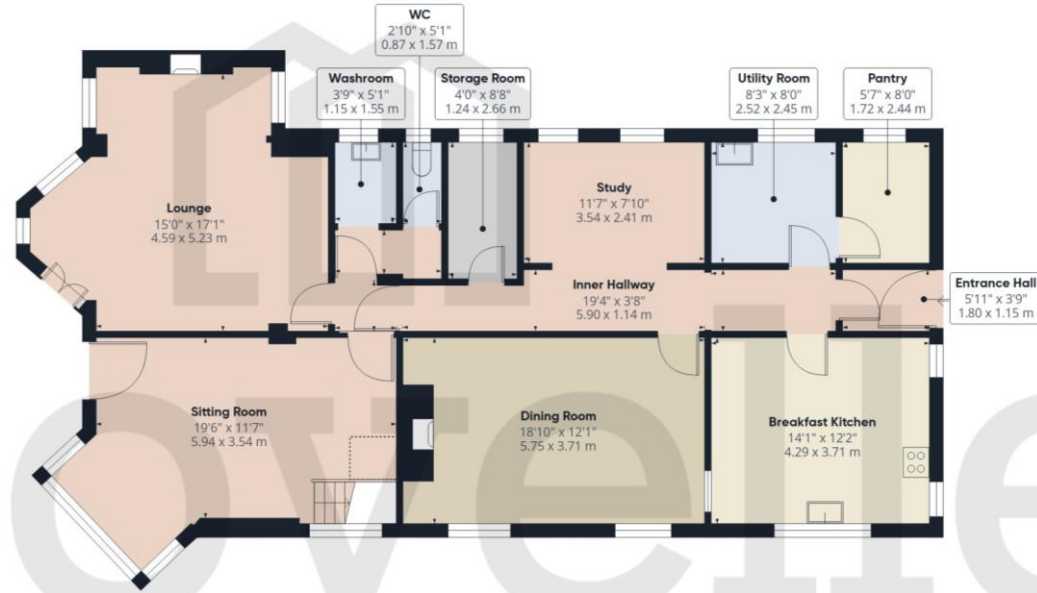 WC
2'10" x 5'1"
0.87 x 1.57 m
Washroom
3'9" x 5'1"
1.15 x 1.55 m
Storage Room
4'0" x 8'8"
1.24 x 2.66 m
Utility Room
8'3" x 8'0"
2.52 x 2.45 m
Pantry
5'7" x 8'0"
1.72 x 2.44 m
Lounge
15'0" x 17'1"
4.59 x 5.23 m
Study
11'7" x 7'10"
3.54 x 2.41 m
Inner Hallway
19'4" x 3'8"
5.90 x 1.14 m
Entrance Hall
5'11" x 3'9"
1.80 x 1.15 m
Sitting Room
19'6" x 11'7"
5.94 x 3.54 m
Dining Room
18'10" x 12'1"
5.75 x 3.71 m
Breakfast Kitchen
14'1" x 12'2"
4.29 x 3.71 m
ovelle